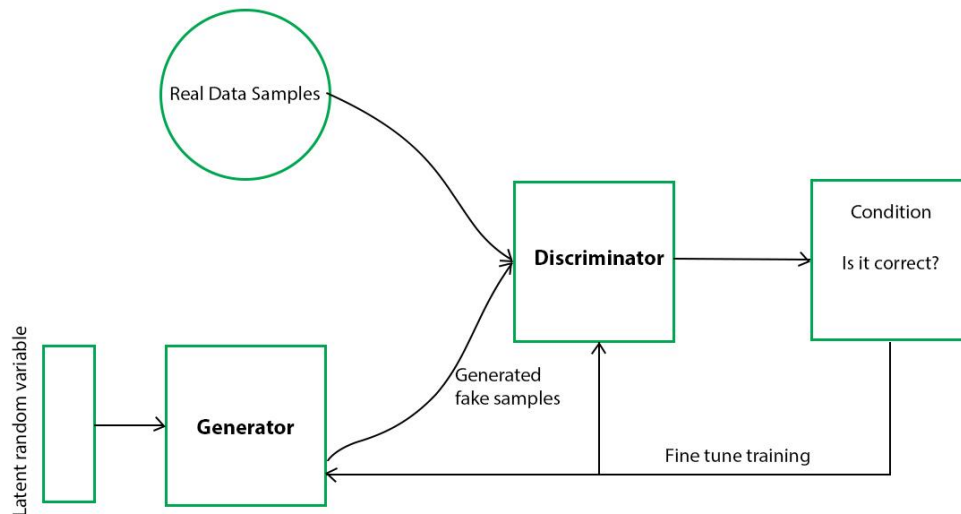 Real Data Samples
Discriminator
Condition
Is it correct?
Latent random variable
Generator
Generated
fake samples
Fine tune training